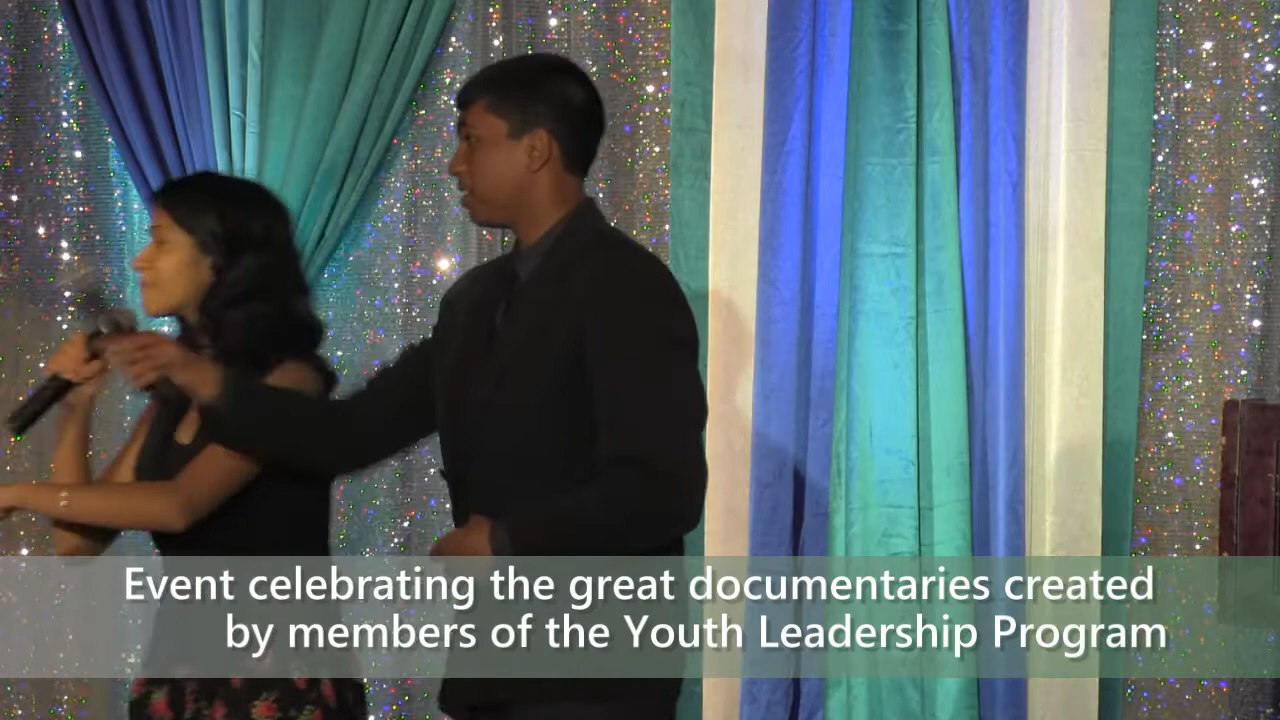 Event celebrating the great documentaries created
by members of the Youth Leadership Program